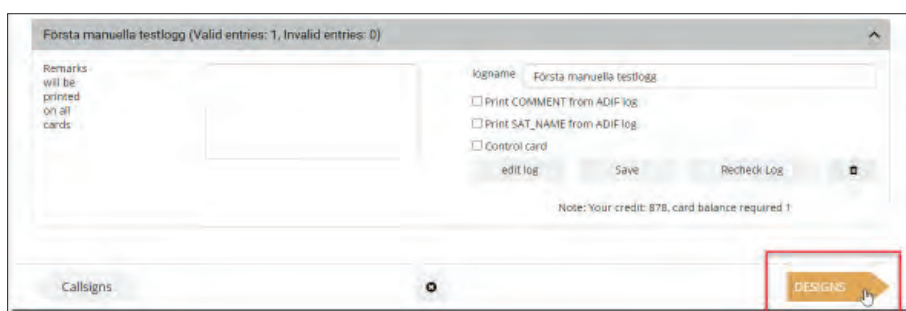 Första manuella testlogg (Valid entries: 1, Invalid entries: 0)
Remarks
will be
printed
on all
cards
logname Första manuella testlogg
Print COMMENT from ADIF log
Print SAT_NAME from ADIF log
Control card
edit log Save Recheck Log
Note: Your credit: 878, card balance required 1
Callsigns DESIGNS